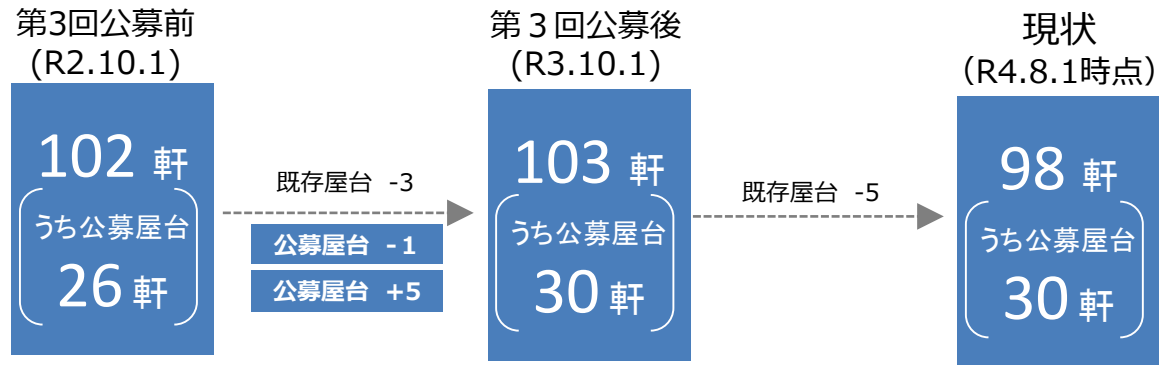 第3回公募前
(R2.10.1)
102 軒
うち公募屋台
26 軒
既存屋台 -3
公募屋台 -1
公募屋台 +5
第３回公募後
(R3.10.1)
103 軒
うち公募屋台
30 軒
既存屋台 -5
現状
（R4.8.1時点）
98 軒
うち公募屋台
30 軒